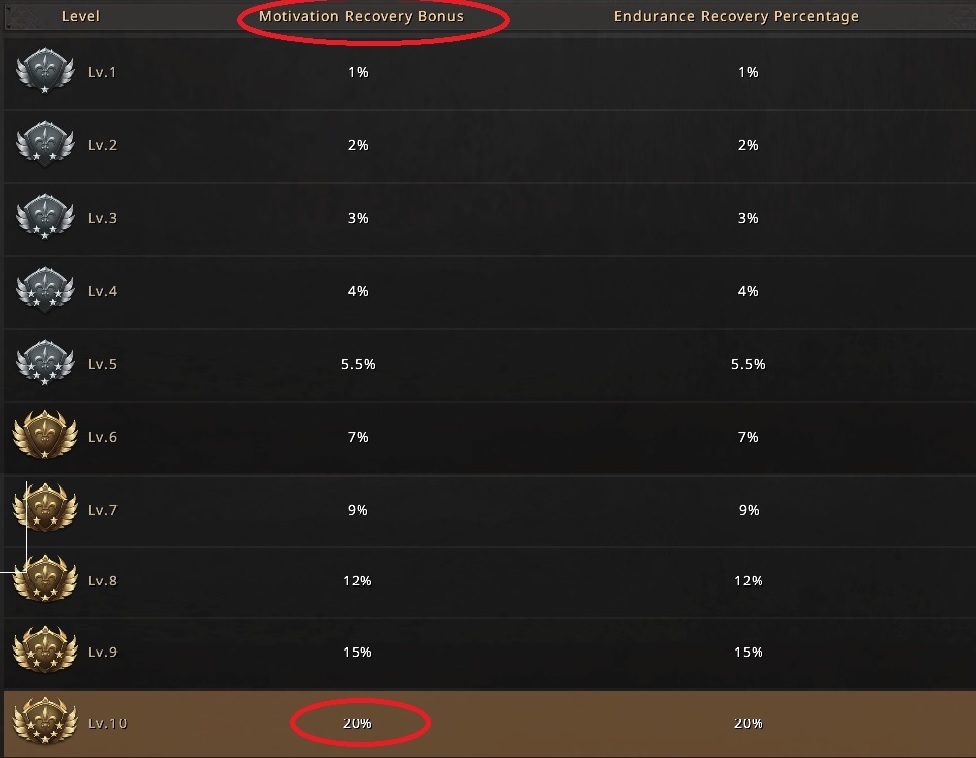 Level Motivation Recovery Bonus Endurance Recovery Percentage
Lv.1 1% 1%
Lv.2 2% 2%
Lv.3 3% 3%
Lv.4 4% 4%
Lv.5 5.5% 5.5%
Lv.6 7% 7%
Lv.7 9% 9%
Lv.8 12% 12%
Lv.9 15% 15%
Lv.10 20% 20%